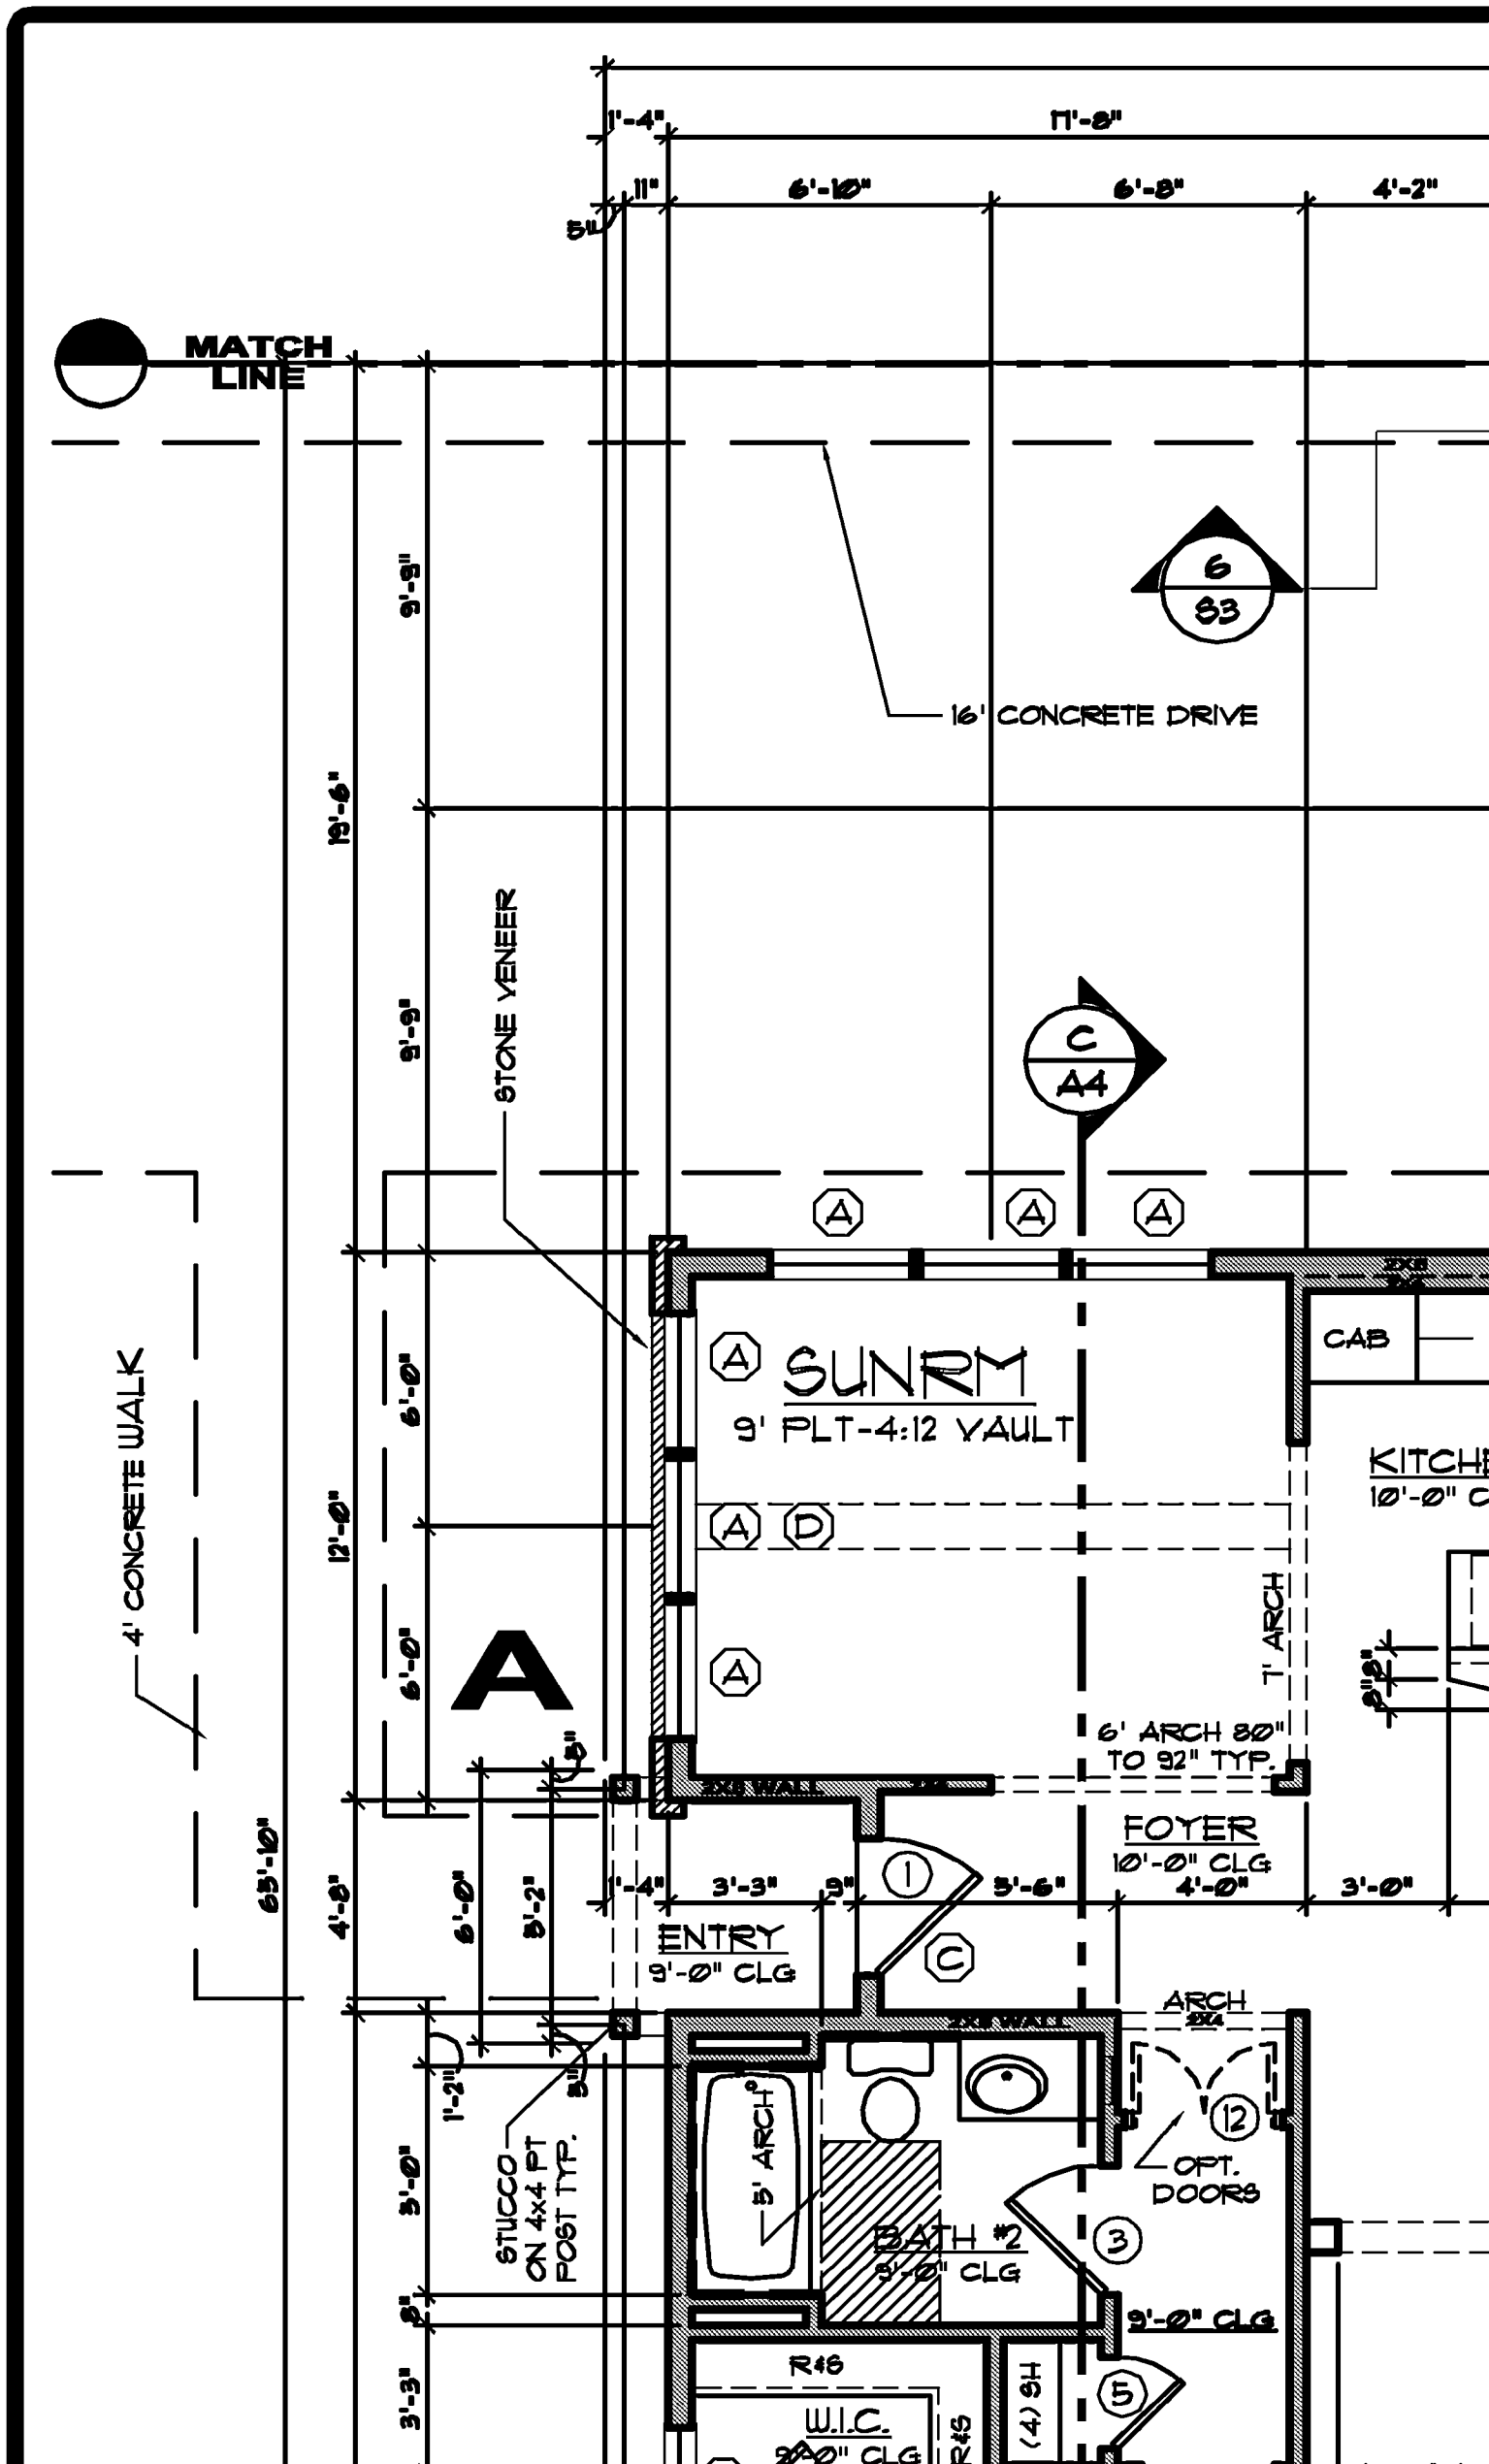 1'-4"
17'-8"
11"
6'-10"
6'-8"
4'-2"
5"
MATCH
LINE
9'-9"
6
S3
16' CONCRETE DRIVE
19'-6"
STONE VENEER
9'-9"
C
A4
A
A
A
2X6
CAB
A
SUNRM
9' PLT-4:12 VAULT
6'-0"
4' CONCRETE WALK
KITCHE
10'-0" C
12'-0"
A
D
7' ARCH
6'-0"
A
A
8"
8"
6' ARCH 80"
TO 92" TYP.
2X6 WALL
2X4
FOYER
10'-0" CLG
63'-10"
4'-8"
6'-0"
1'-4"
3'-3"
9"
1
5'-6"
4'-0"
3'-0"
ENTRY
9'-0" CLG
C
ARCH
2X4
2X6 WALL
1'-2"
STUCCO
ON 4x4 PT
POST TYP.
5' ARCH
12
OPT.
DOORS
5'-0"
BATH #2
9'-0" CLG
3
8"
9'-0" CLG
R&S
3'-3"
W.I.C.
R&S
(4) SH
5